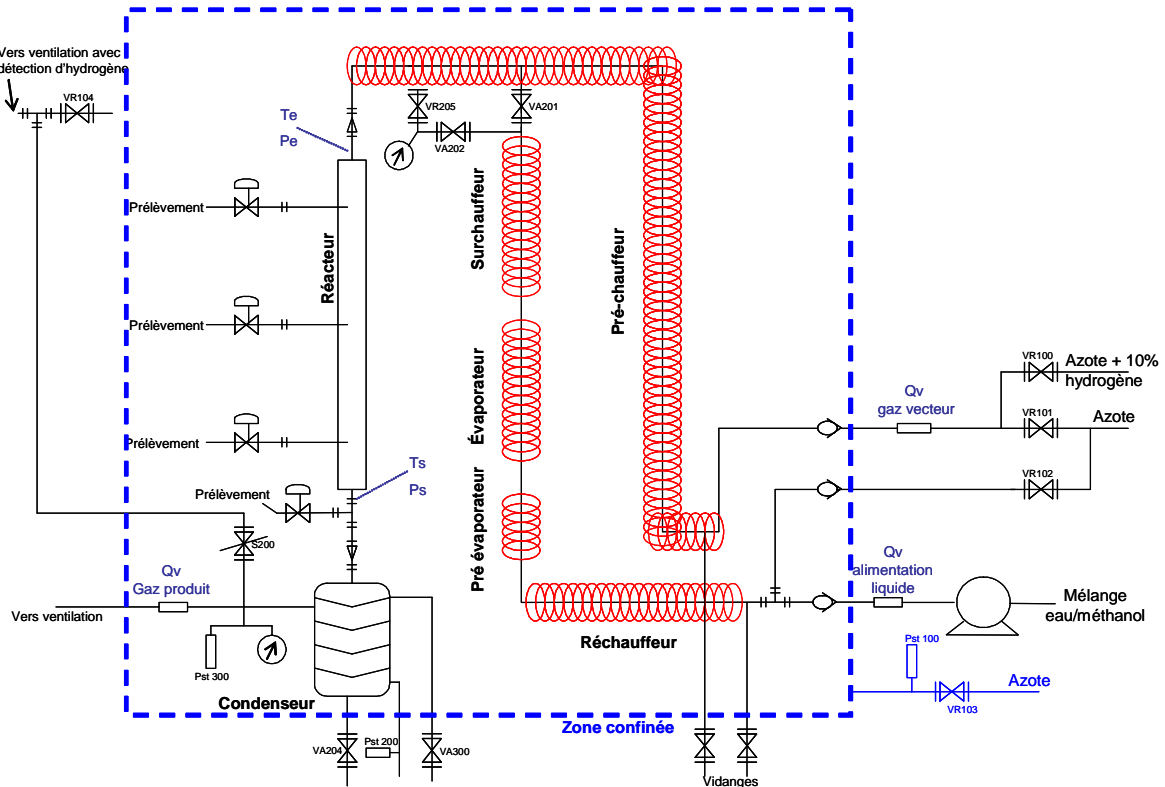 Vers ventilation avec
détection d'hydrogène
VR104
Te
Pe
VR205
VA201
VA202
Prélèvement
Réacteur
Surchauffeur
Pré-chauffeur
Prélèvement
Évaporateur
VR100
Azote + 10%
hydrogène
Qv
gaz vecteur
VR101
Azote
Prélèvement
Ts
Ps
VR102
Prélèvement
Pré évaporateur
S200
Qv
Gaz produit
Qv
alimentation
liquide
Mélange
eau/méthanol
Vers ventilation
Réchauffeur
Pst 100
Pst 300
Azote
Condenseur
VR103
Zone confinée
VA204
Pst 200
VA300
Vidanges